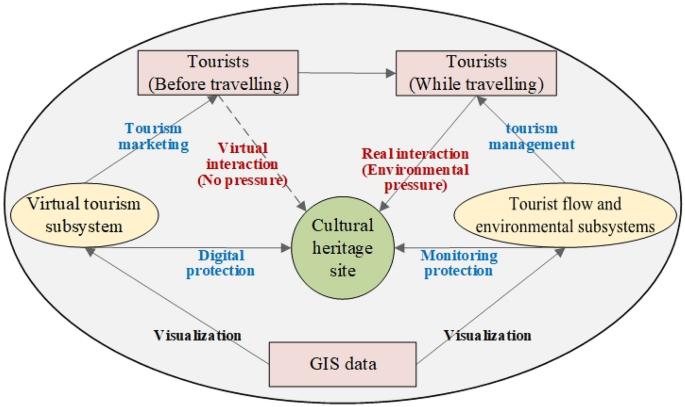 Tourists
(Before travelling)
Tourists
(While travelling)
Tourism
marketing
Virtual
interaction
(No pressure)
Real interaction
(Environmental
pressure)
tourism
management
Virtual tourism
subsystem
Cultural
heritage
site
Tourist flow and
environmental subsystems
Digital
protection
Monitoring
protection
Visualization
Visualization
GIS data